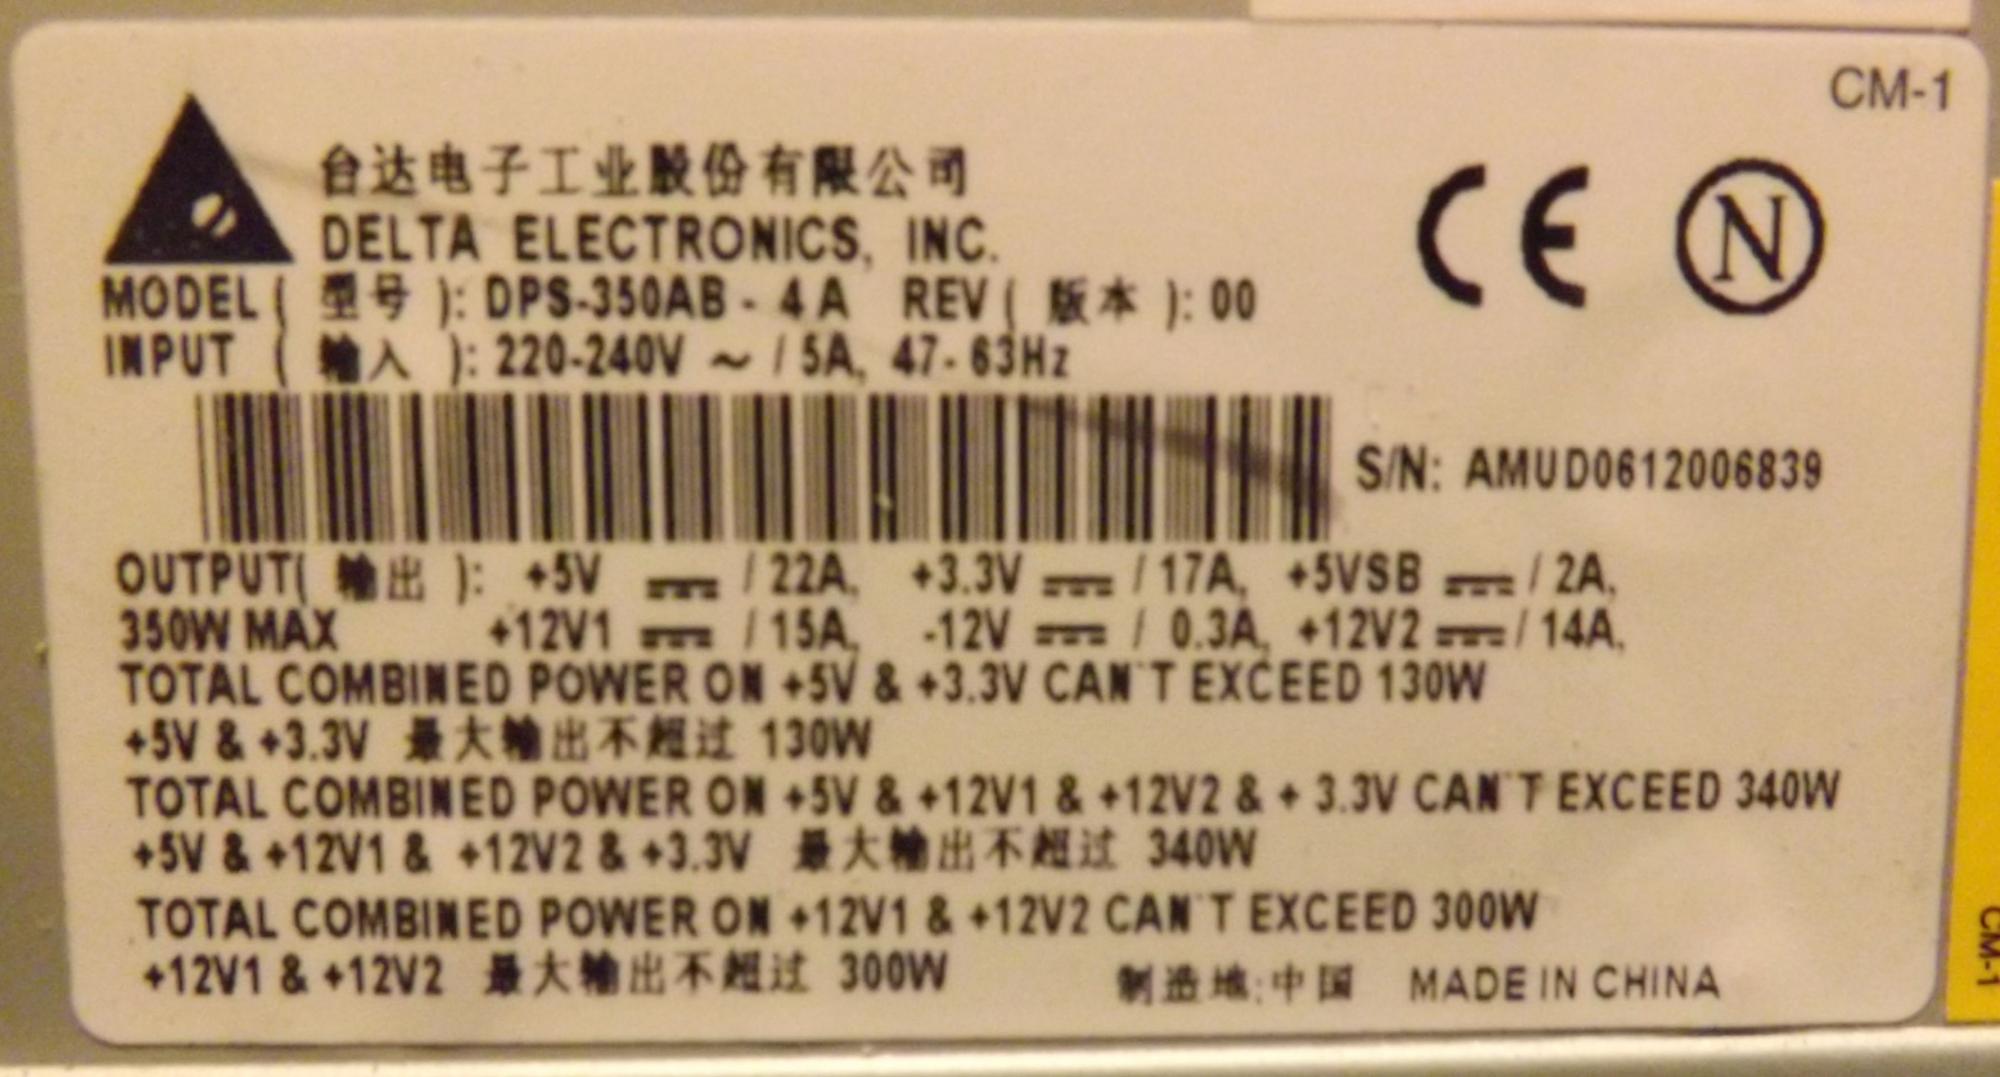 CM-1
台达电子工业股份有限公司
DELTA ELECTRONICS, INC.
CE N
MODEL ( 型号 ): DPS-350AB - 4 A REV ( 版本 ): 00
INPUT ( 输入 ): 220-240V ~ / 5A, 47- 63Hz
S/N: AMUD0612006839
OUTPUT( 输出 ): +5V ⎓ / 22A, +3.3V ⎓ / 17A, +5VSB ⎓ / 2A,
350W MAX +12V1 ⎓ / 15A, -12V ⎓ / 0.3A, +12V2 ⎓ / 14A,
TOTAL COMBINED POWER ON +5V & +3.3V CAN'T EXCEED 130W
+5V & +3.3V 最大输出不超过 130W
TOTAL COMBINED POWER ON +5V & +12V1 & +12V2 & + 3.3V CAN'T EXCEED 340W
+5V & +12V1 & +12V2 & +3.3V 最大输出不超过 340W
TOTAL COMBINED POWER ON +12V1 & +12V2 CAN'T EXCEED 300W
+12V1 & +12V2 最大输出不超过 300W
制造地:中国 MADE IN CHINA
CM-1